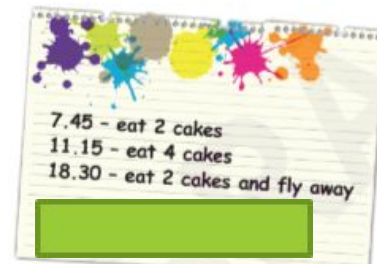 7.45 - eat 2 cakes
11.15 - eat 4 cakes
18.30 - eat 2 cakes and fly away